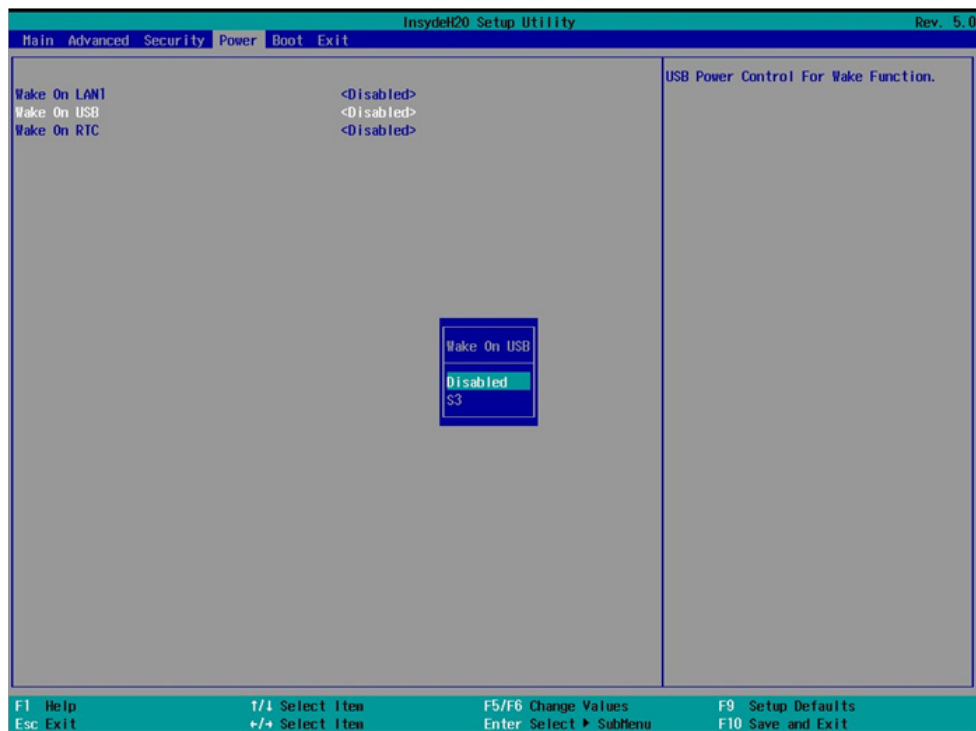 InsydeH20 Setup Utility Rev. 5.0
Main Advanced Security Power Boot Exit
USB Power Control For Wake Function.
Wake On LAN1 <Disabled>
Wake On USB <Disabled>
Wake On RTC <Disabled>
Wake On USB
Disabled
S3
F1 Help ↑/↓ Select Item F5/F6 Change Values F9 Setup Defaults
Esc Exit ←/→ Select Item Enter Select ▶ SubMenu F10 Save and Exit